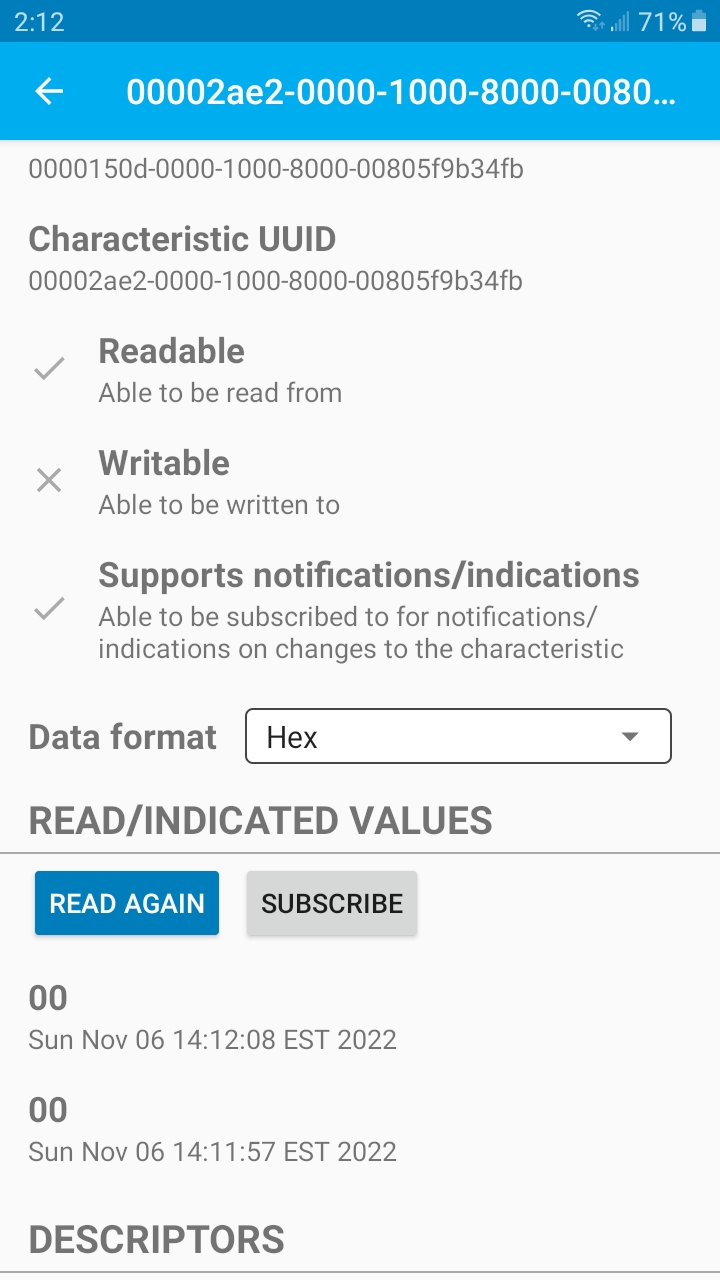 2:12
71%
00002ae2-0000-1000-8000-0080...
0000150d-0000-1000-8000-00805f9b34fb
Characteristic UUID
00002ae2-0000-1000-8000-00805f9b34fb
Readable
Able to be read from
Writable
Able to be written to
Supports notifications/indications
Able to be subscribed to for notifications/
indications on changes to the characteristic
Data format
Hex
READ/INDICATED VALUES
READ AGAIN
SUBSCRIBE
00
Sun Nov 06 14:12:08 EST 2022
00
Sun Nov 06 14:11:57 EST 2022
DESCRIPTORS